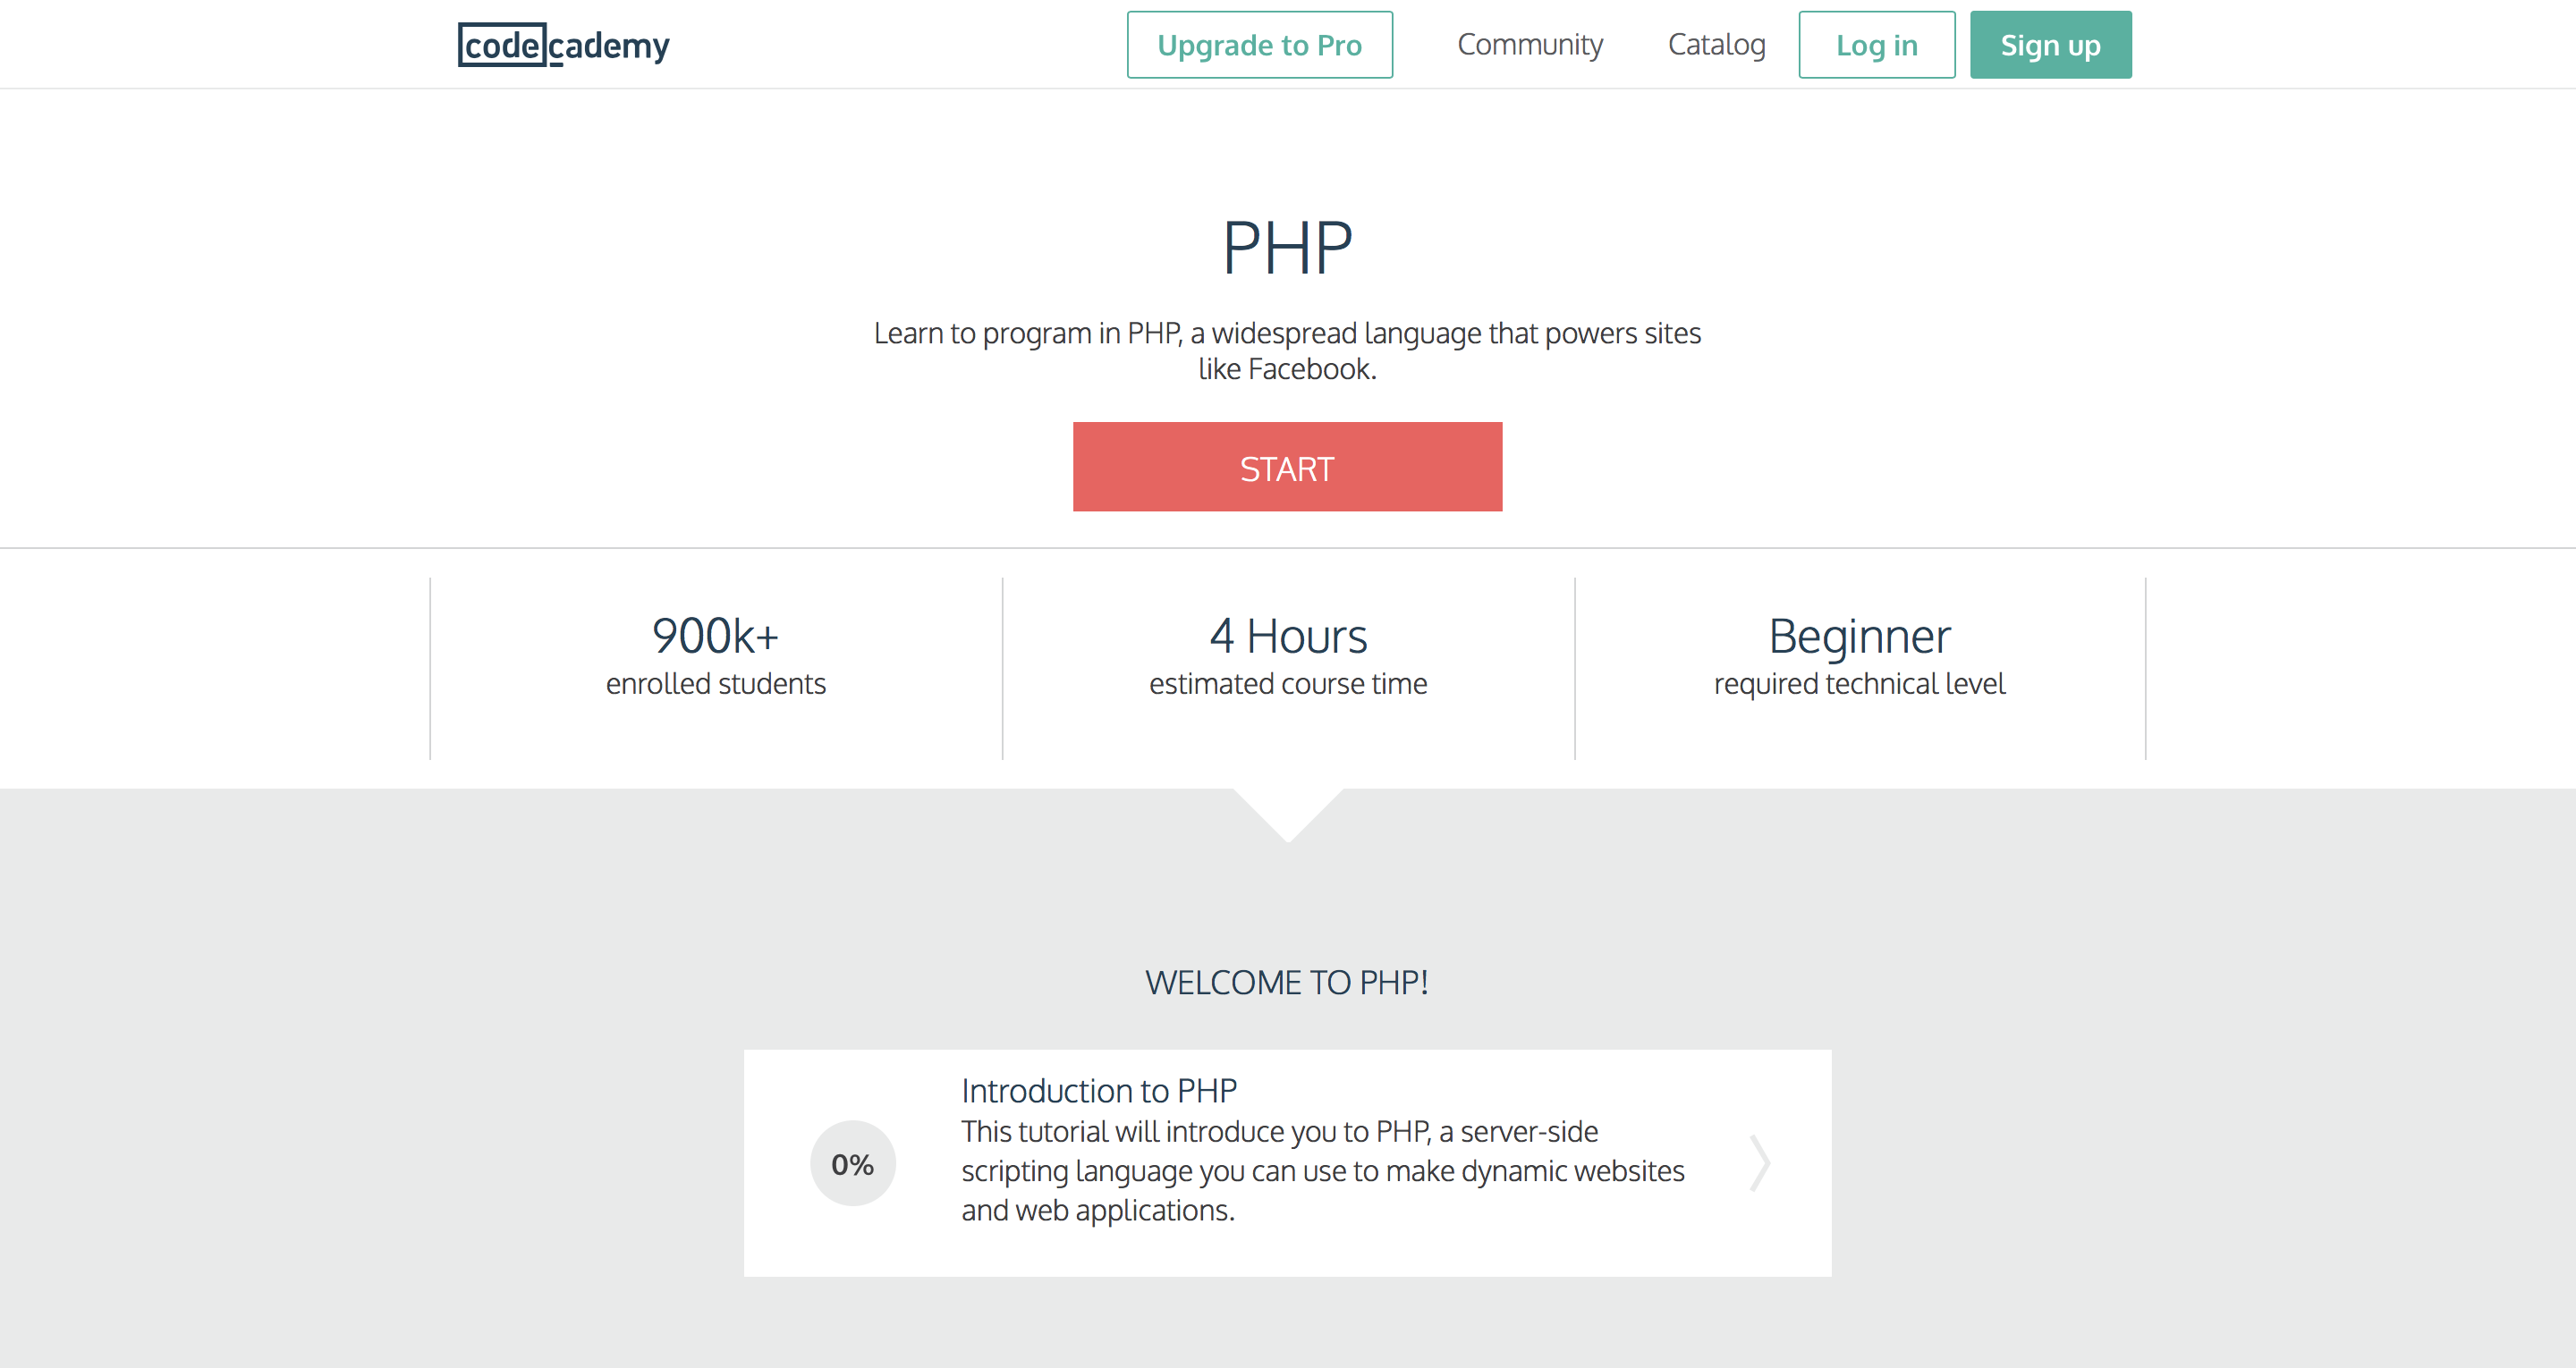 codecademy
Upgrade to Pro
Community
Catalog
Log in
Sign up
PHP
Learn to program in PHP, a widespread language that powers sites
like Facebook.
START
900k+
enrolled students
4 Hours
estimated course time
Beginner
required technical level
WELCOME TO PHP!
0%
Introduction to PHP
This tutorial will introduce you to PHP, a server-side
scripting language you can use to make dynamic websites
and web applications.